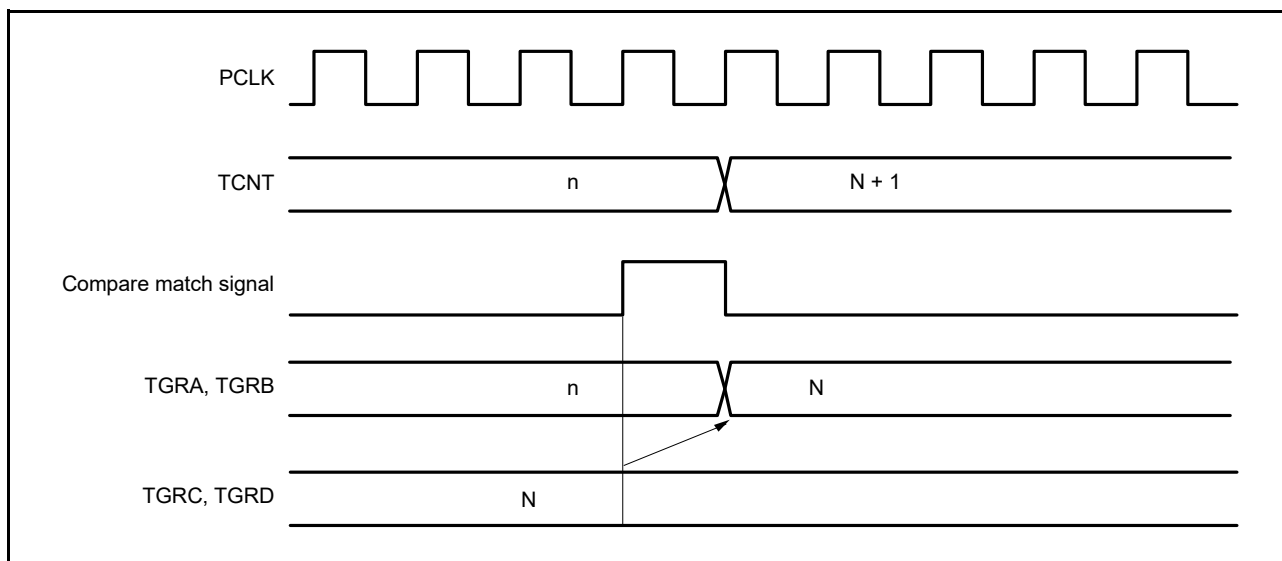 PCLK
TCNT
n
N + 1
Compare match signal
TGRA, TGRB
n
N
TGRC, TGRD
N